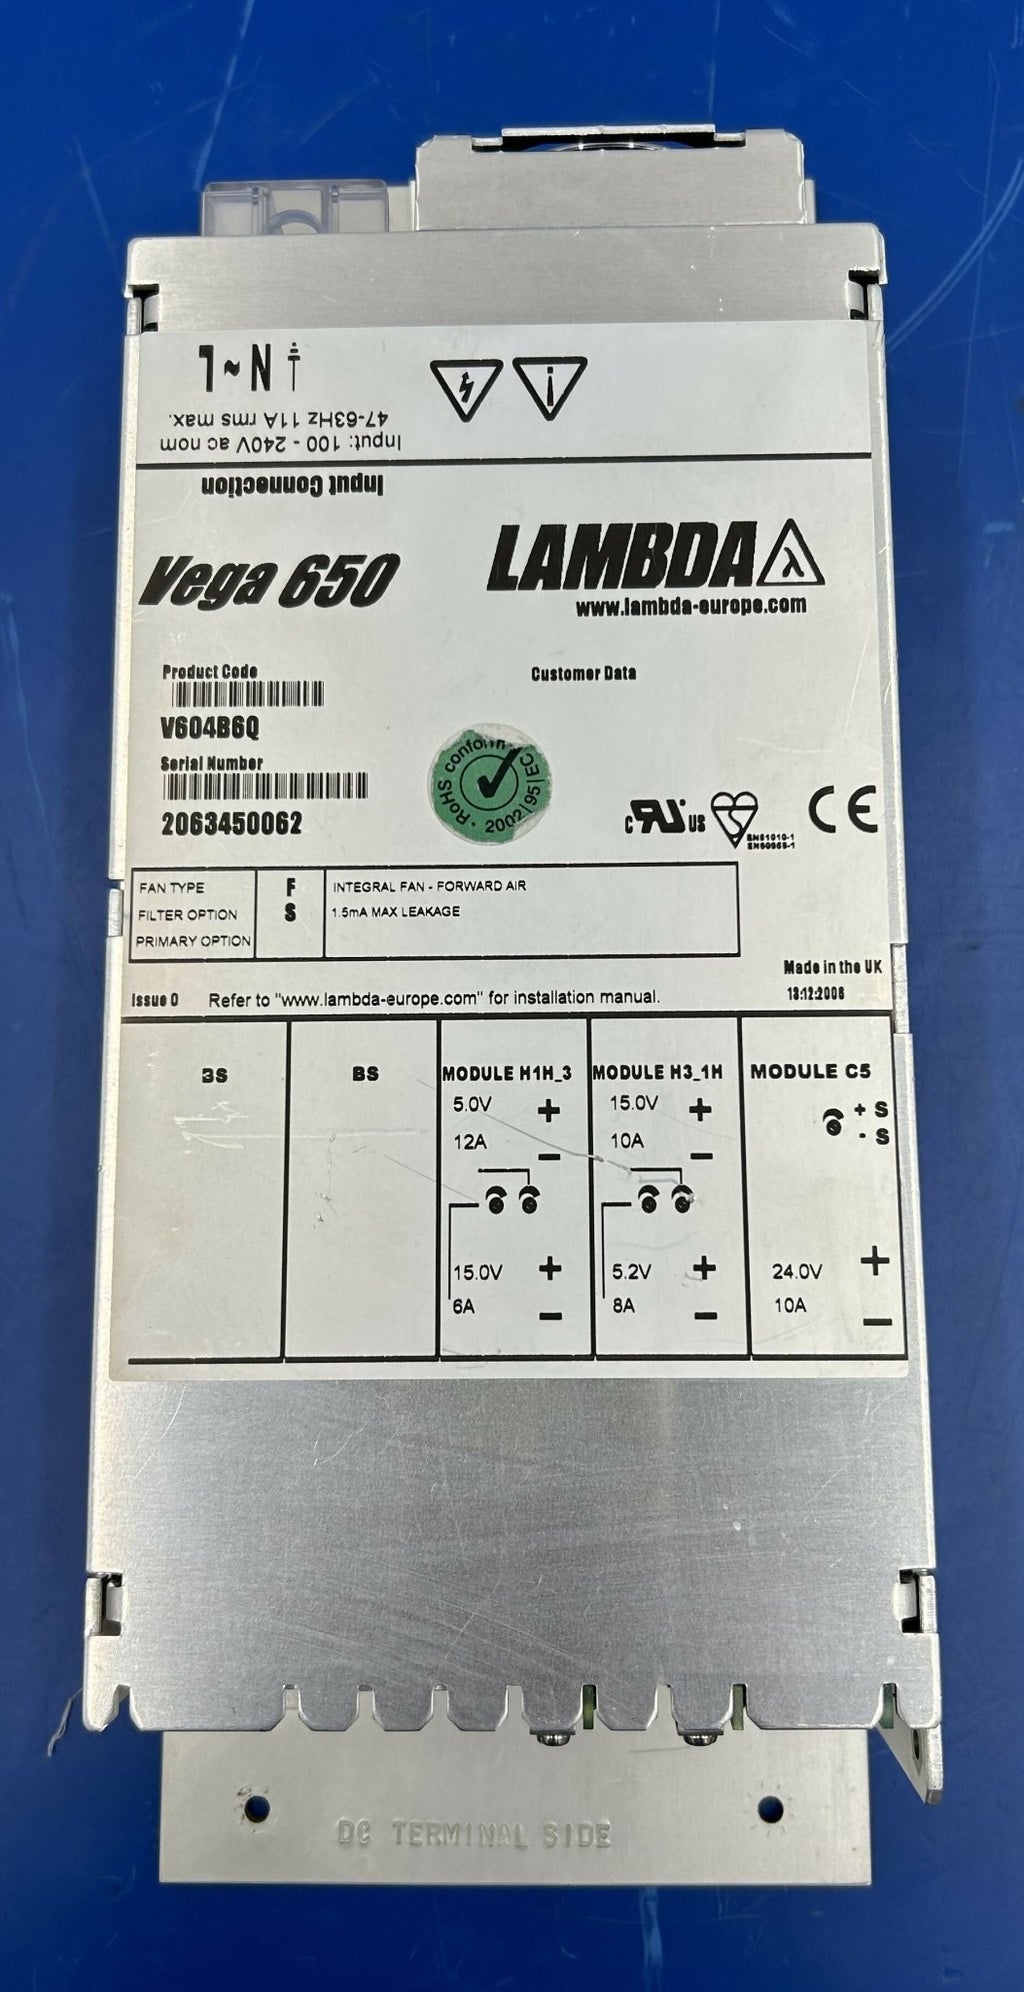 L ~ N
Input: 100 - 240V ac nom
47-63Hz 11A rms max.
Input Connection
Vega 650
LAMBDA λ
www.lambda-europe.com
Product Code
V604B6Q
Customer Data
Serial Number
2063450062
RoHS conform
2002|95|EC
c RU US
CE
EN61010-1
EN60950-1
FAN TYPE F INTEGRAL FAN - FORWARD AIR
FILTER OPTION S 1.5mA MAX LEAKAGE
PRIMARY OPTION
Made in the UK
Issue 0 Refer to "www.lambda-europe.com" for installation manual.
BS
BS
MODULE H1H_3
5.0V +
12A -
15.0V +
6A -
MODULE H3_1H
15.0V +
10A -
5.2V +
8A -
MODULE C5
+ S
- S
24.0V +
10A -
DC TERMINAL SIDE